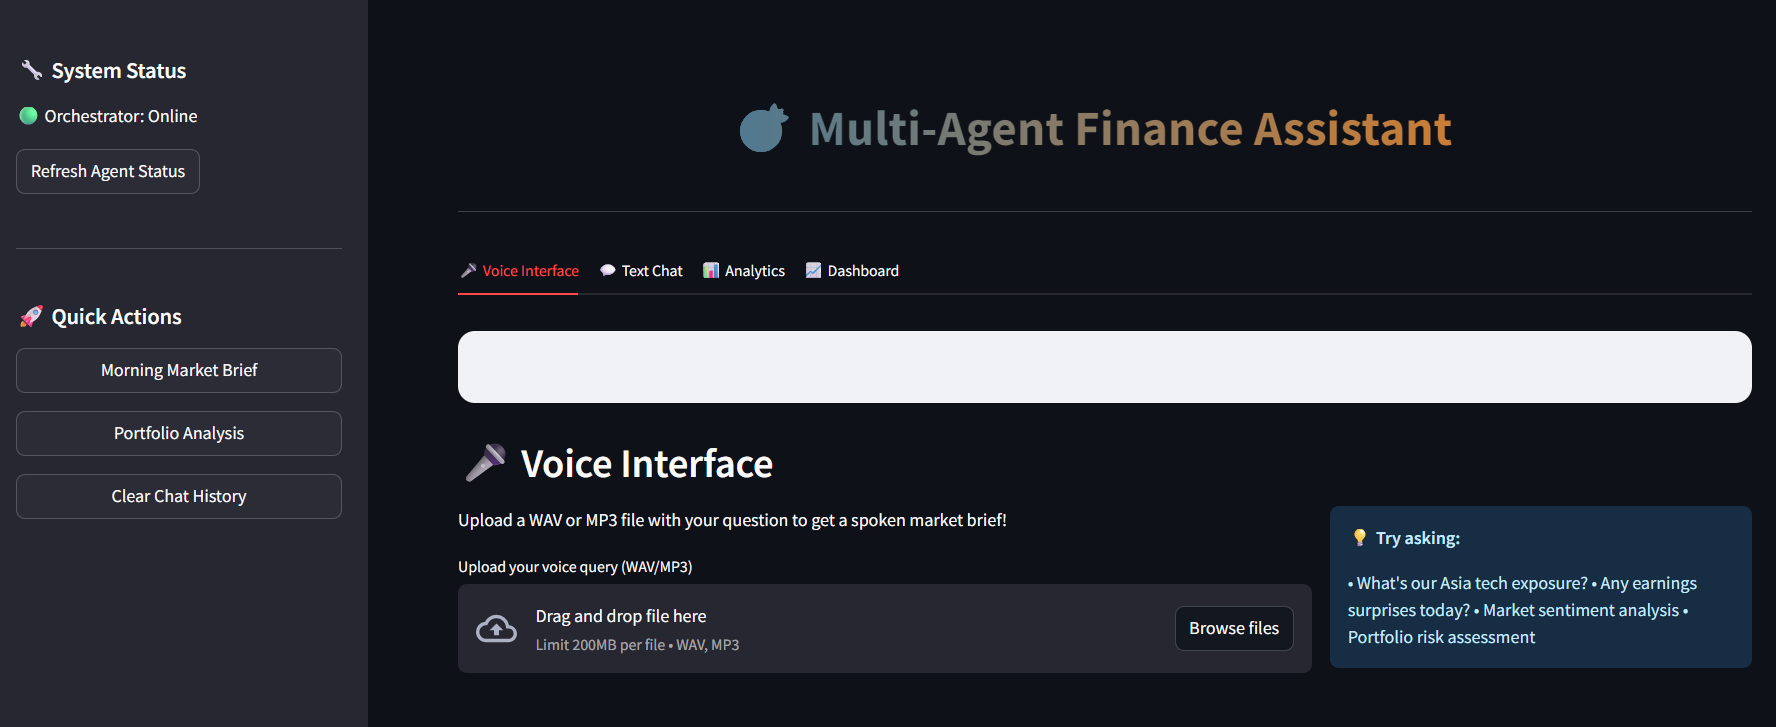 System Status
Orchestrator: Online
Refresh Agent Status
Quick Actions
Morning Market Brief
Portfolio Analysis
Clear Chat History
Multi-Agent Finance Assistant
Voice Interface
Text Chat
Analytics
Dashboard
Voice Interface
Upload a WAV or MP3 file with your question to get a spoken market brief!
Upload your voice query (WAV/MP3)
Drag and drop file here
Limit 200MB per file • WAV, MP3
Browse files
Try asking:
• What's our Asia tech exposure? • Any earnings
surprises today? • Market sentiment analysis •
Portfolio risk assessment